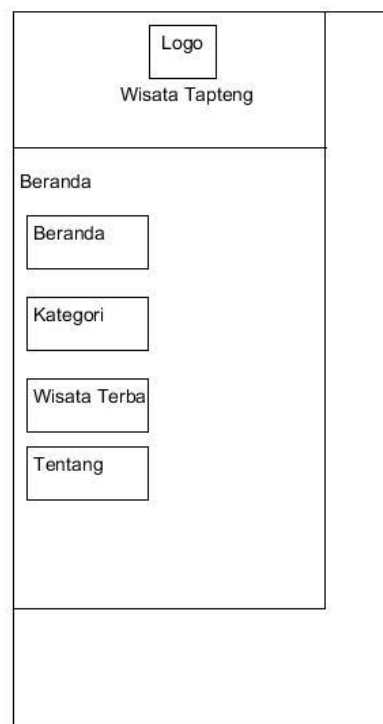 Logo
Wisata Tapteng
Beranda
Beranda
Kategori
Wisata Terba
Tentang